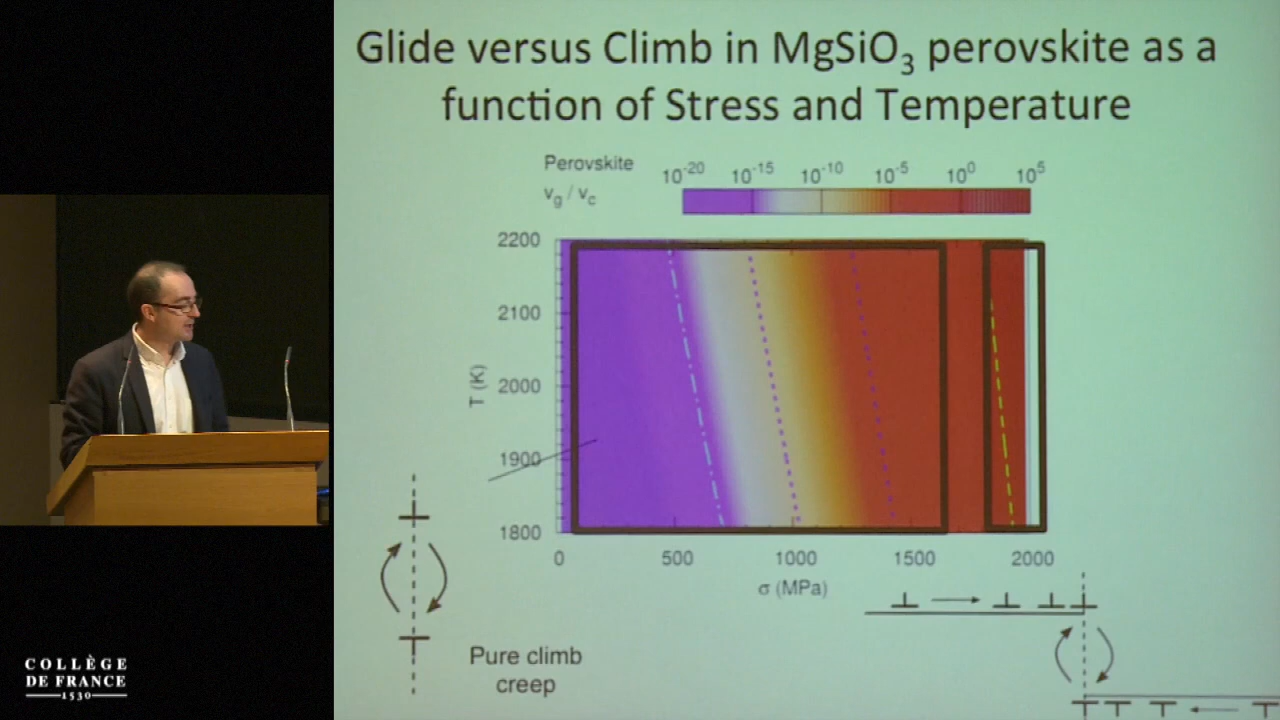 Glide versus Climb in MgSiO3 perovskite as a
function of Stress and Temperature
Perovskite
vg / vc
10-20 10-15 10-10 10-5 100 105
2200
2100
2000
1900
1800
T (K)
0 500 1000 1500 2000
σ (MPa)
Pure climb
creep
COLLÈGE
DE FRANCE
1530